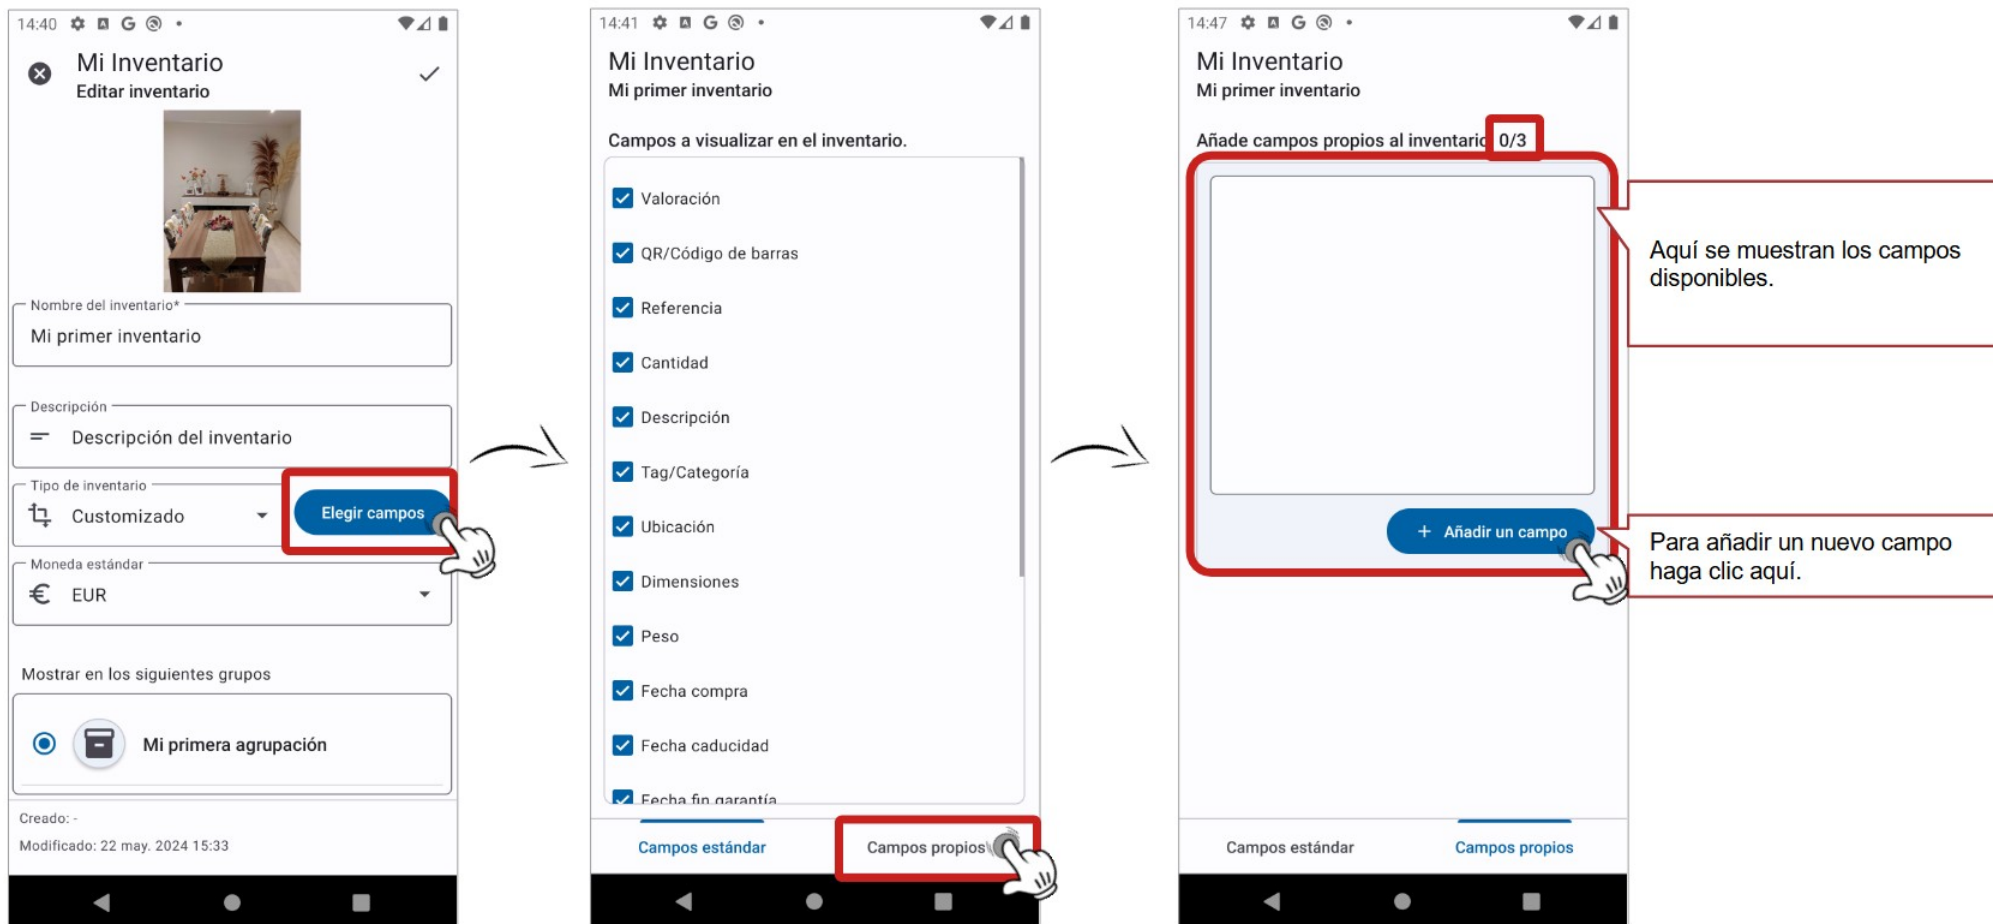 14:40
Mi Inventario
Editar inventario
Nombre del inventario*
Mi primer inventario
Descripción
Descripción del inventario
Tipo de inventario
Customizado
Elegir campos
Moneda estándar
€ EUR
Mostrar en los siguientes grupos
Mi primera agrupación
Creado: -
Modificado: 22 may. 2024 15:33
14:41
Mi Inventario
Mi primer inventario
Campos a visualizar en el inventario.
Valoración
QR/Código de barras
Referencia
Cantidad
Descripción
Tag/Categoría
Ubicación
Dimensiones
Peso
Fecha compra
Fecha caducidad
Fecha fin garantía
Campos estándar
Campos propios
14:47
Mi Inventario
Mi primer inventario
Añade campos propios al inventario 0/3
+ Añadir un campo
Campos estándar
Campos propios
Aquí se muestran los campos
disponibles.
Para añadir un nuevo campo
haga clic aquí.